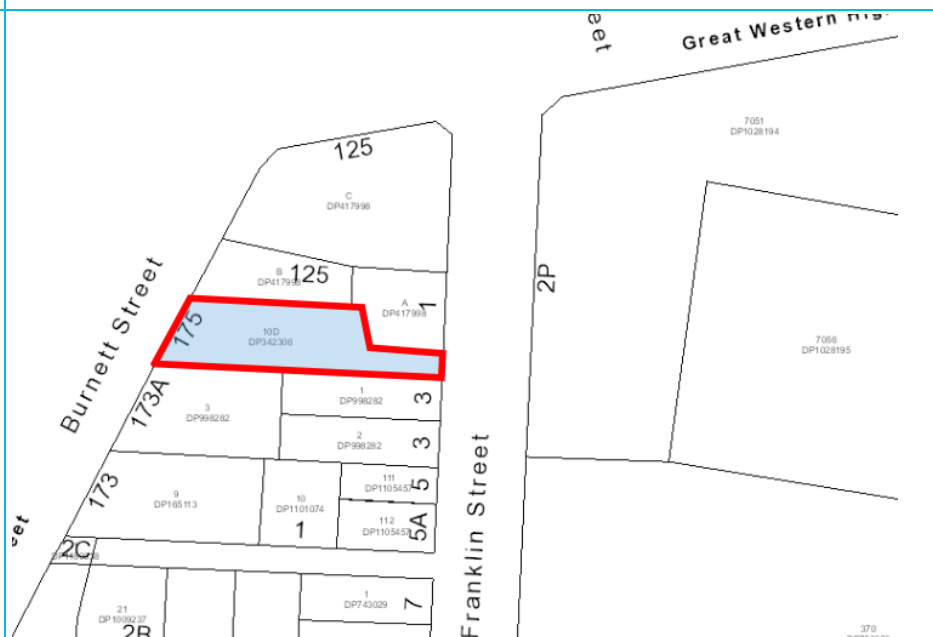 eet
Great Western
7051
DP1028194
125
C
DP417998
B
DP417998
125
A
DP417998
1
2P
Burnett Street
175
10D
DP342306
7056
DP1028195
173A
3
DP998282
1
DP998282
3
2
DP998282
3
173
9
DP165113
10
DP1101074
1
111
DP1105457
5
112
DP1105457
5A
Franklin Street
eet
2C
21
DP1009237
2B
1
DP743029
7
370